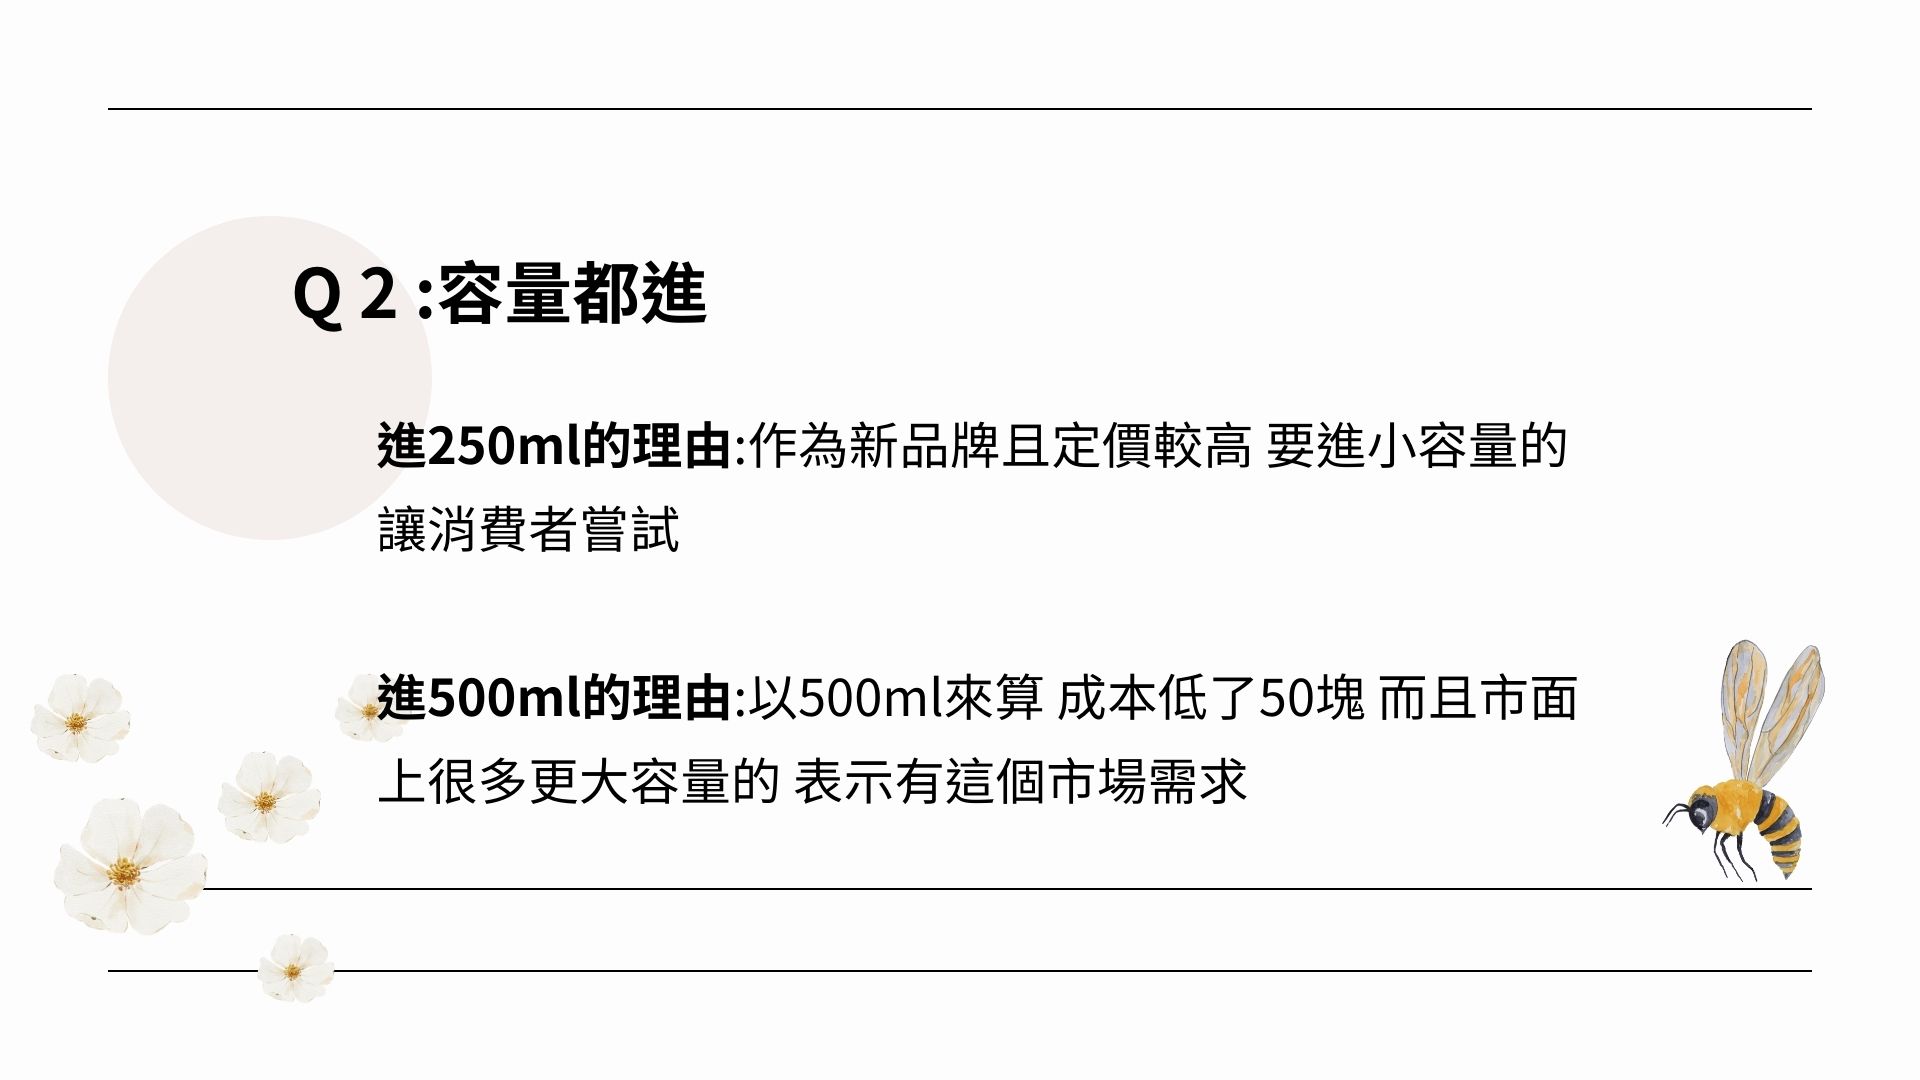 Q 2 :容量都進
進250ml的理由:作為新品牌且定價較高 要進小容量的
讓消費者嘗試
進500ml的理由:以500ml來算 成本低了50塊 而且市面
上很多更大容量的 表示有這個市場需求